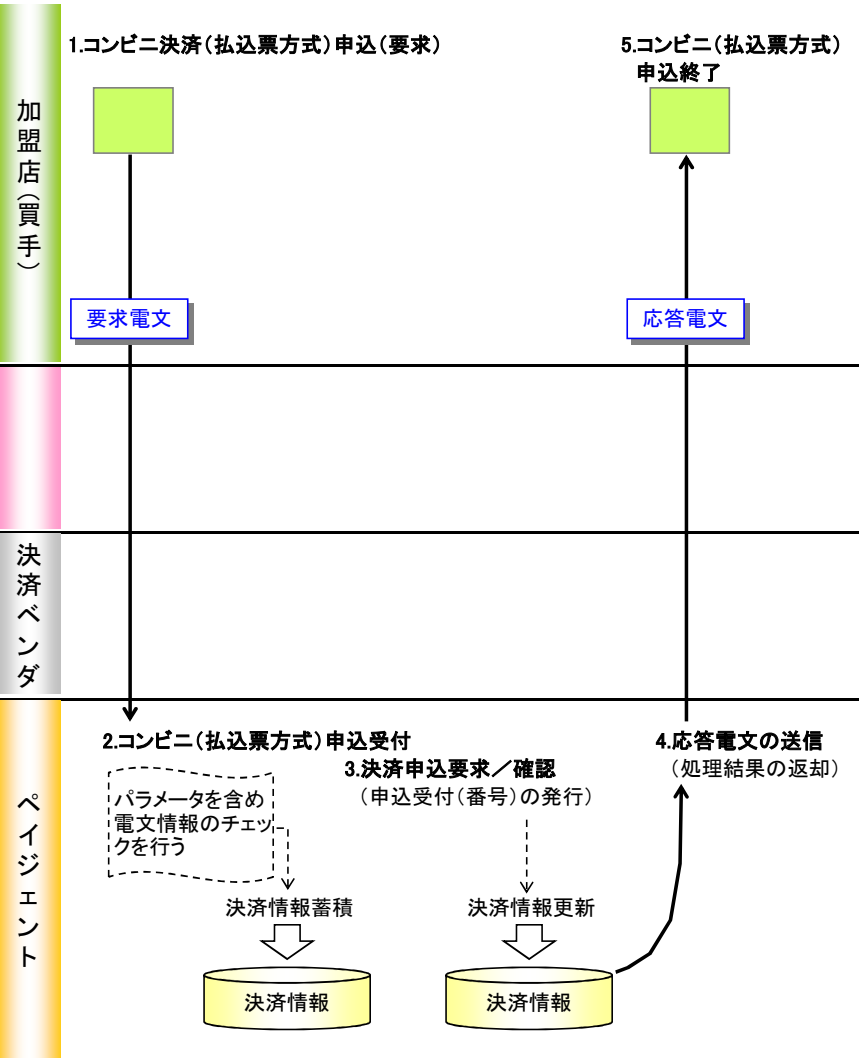 1.コンビニ決済(払込票方式)申込(要求)
5.コンビニ(払込票方式)
申込終了
加盟店(買手)
要求電文
応答電文
決済ベンダ
ペイジェント
2.コンビニ(払込票方式)申込受付
パラメータを含め
電文情報のチェッ
クを行う
3.決済申込要求／確認
(申込受付(番号)の発行)
4.応答電文の送信
(処理結果の返却)
決済情報蓄積
決済情報更新
決済情報
決済情報